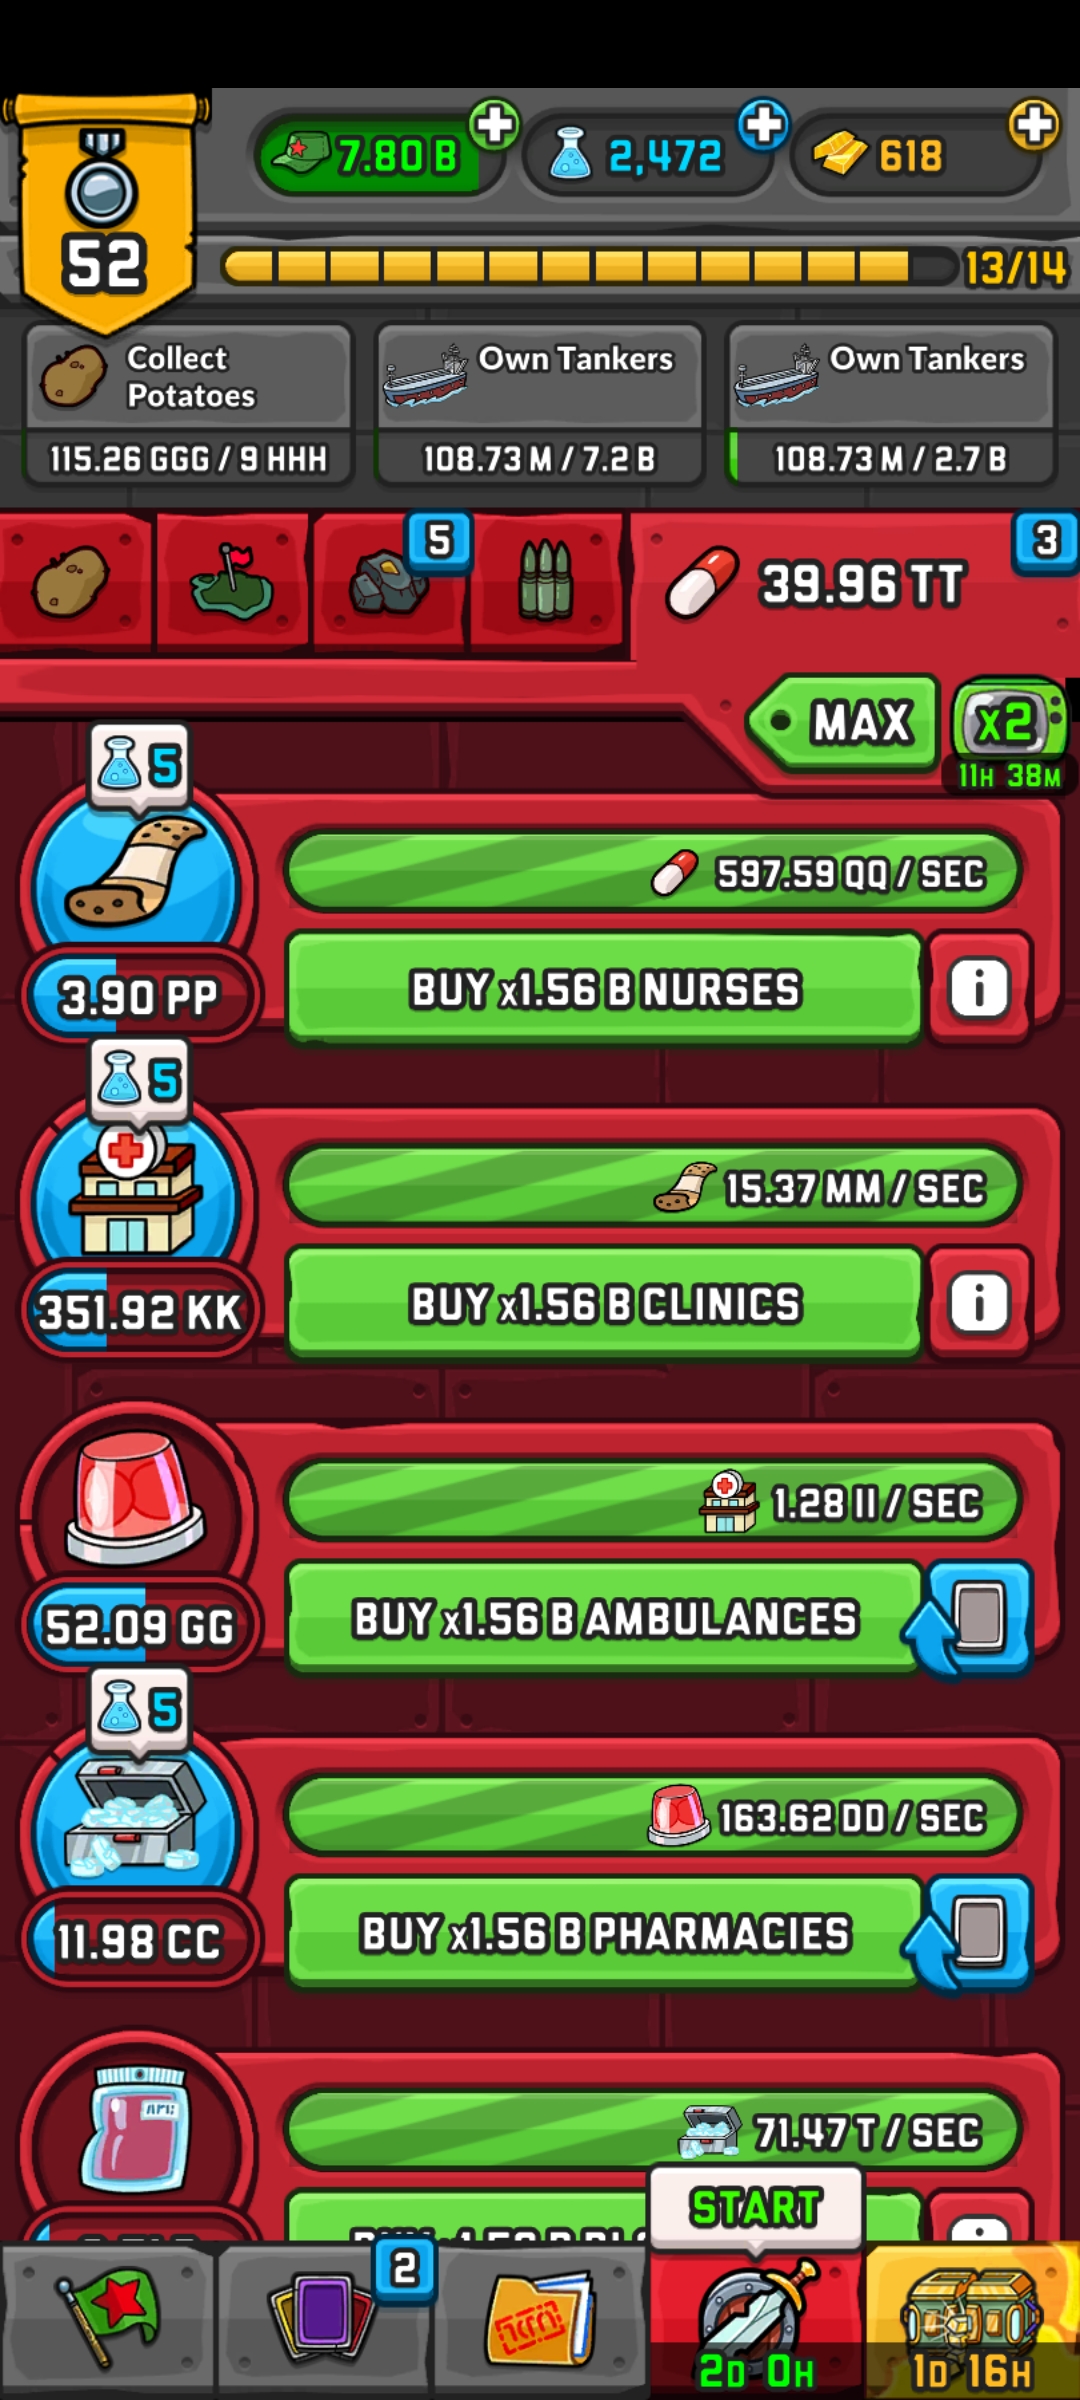 7.80 B
2,472
618
52
13/14
Collect
Potatoes
115.26 GGG / 9 HHH
Own Tankers
108.73 M / 7.2 B
Own Tankers
108.73 M / 2.7 B
5
39.96 TT
3
MAX
x2
11H 38M
5
597.59 QQ / SEC
3.90 PP
BUY x1.56 B NURSES
i
5
15.37 MM / SEC
351.92 KK
BUY x1.56 B CLINICS
i
1.28 II / SEC
52.09 GG
BUY x1.56 B AMBULANCES
5
163.62 DD / SEC
11.98 CC
BUY x1.56 B PHARMACIES
71.47 T / SEC
START
2
2D 0H
1D 16H